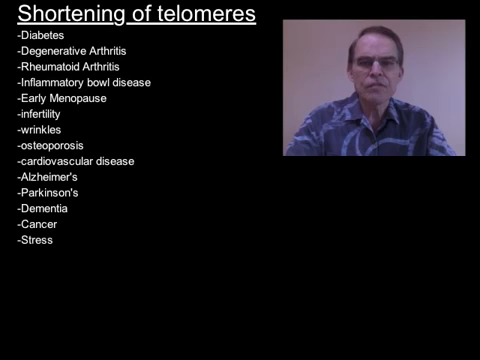 Shortening of telomeres
-Diabetes
-Degenerative Arthritis
-Rheumatoid Arthritis
-Inflammatory bowl disease
-Early Menopause
-infertility
-wrinkles
-osteoporosis
-cardiovascular disease
-Alzheimer's
-Parkinson's
-Dementia
-Cancer
-Stress